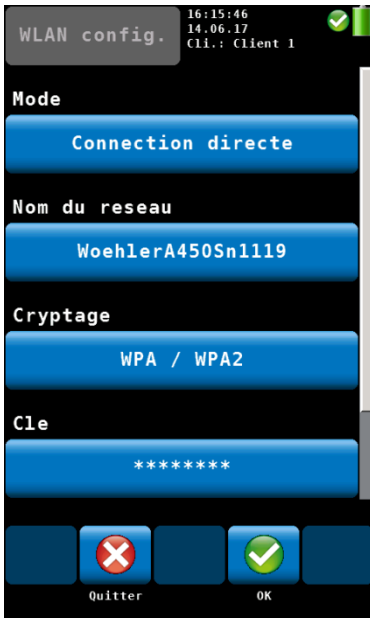 WLAN config.
16:15:46
14.06.17
Cli.: Client 1
Mode
Connection directe
Nom du reseau
WoehlerA450Sn1119
Cryptage
WPA / WPA2
Cle
********
Quitter
OK